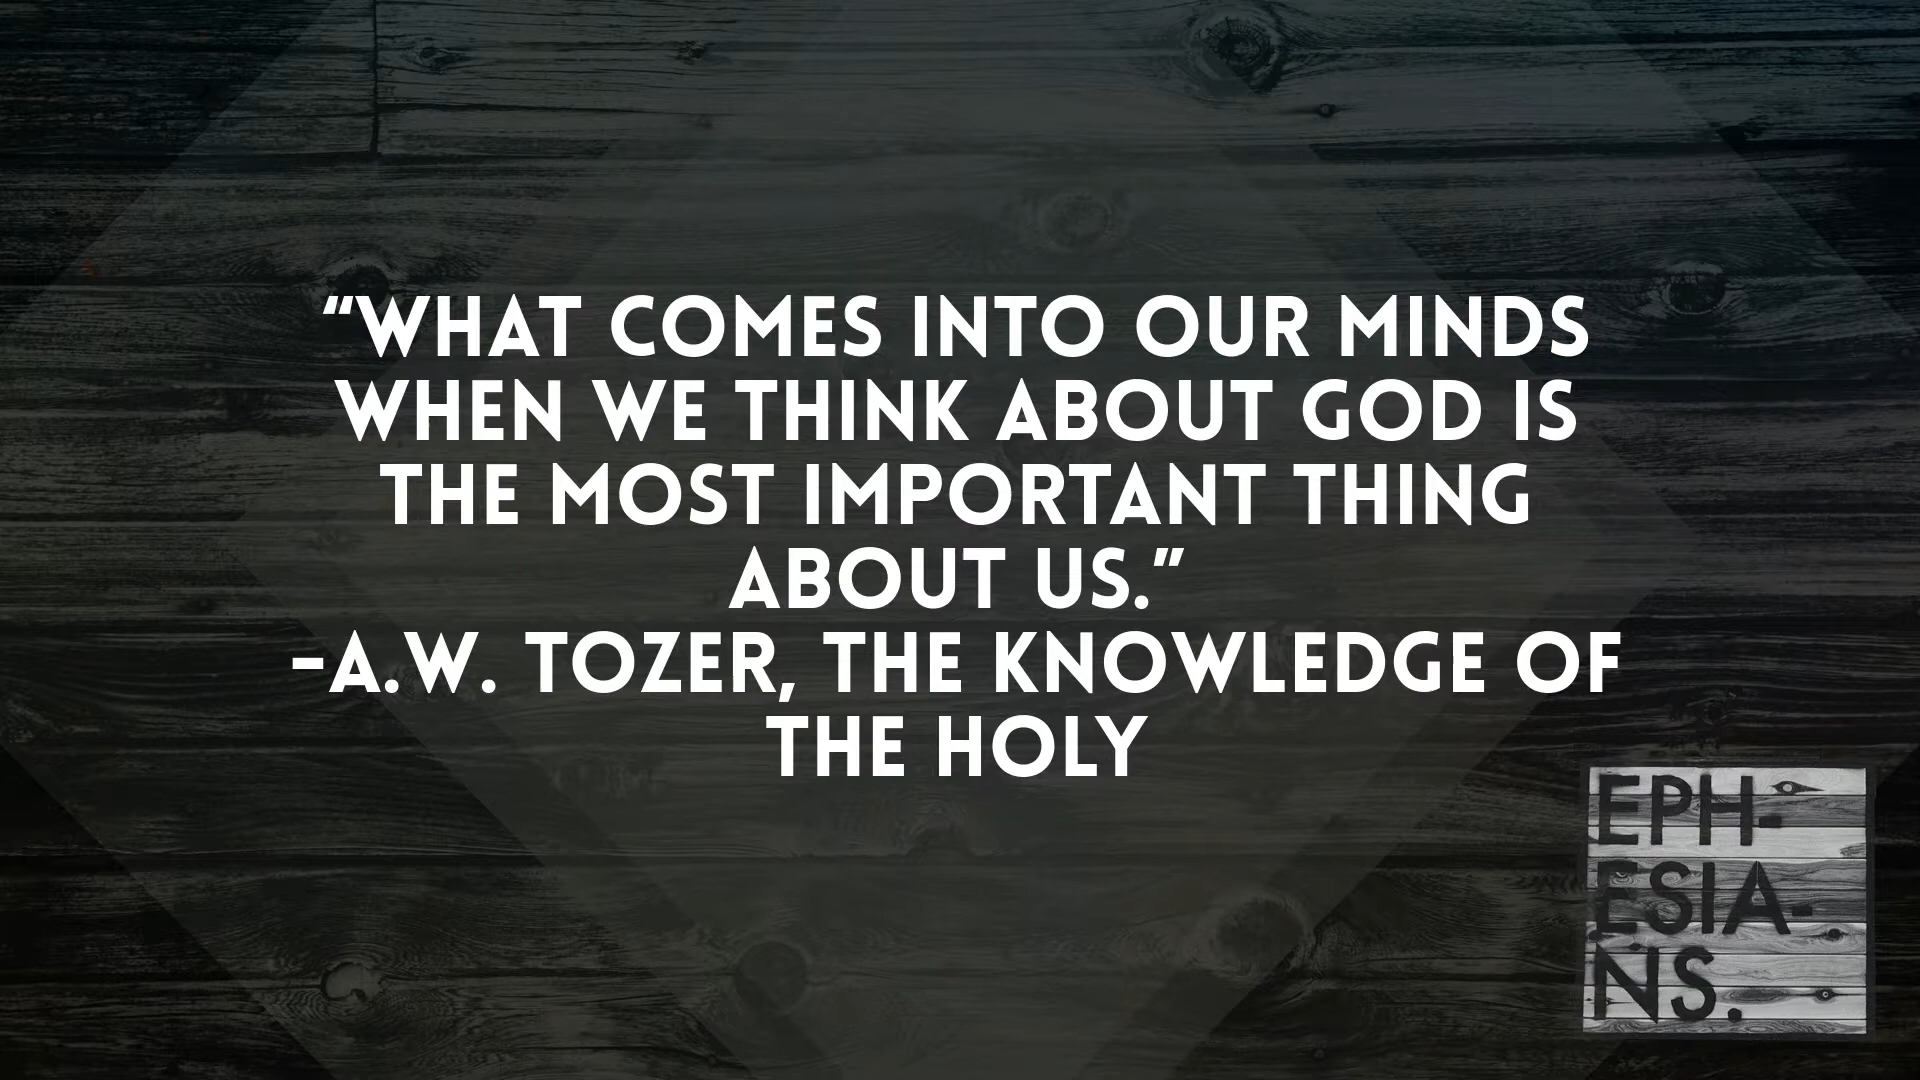 “WHAT COMES INTO OUR MINDS
WHEN WE THINK ABOUT GOD IS
THE MOST IMPORTANT THING
ABOUT US.”
-A.W. TOZER, THE KNOWLEDGE OF
THE HOLY
EPH-
ESIA-
NS.